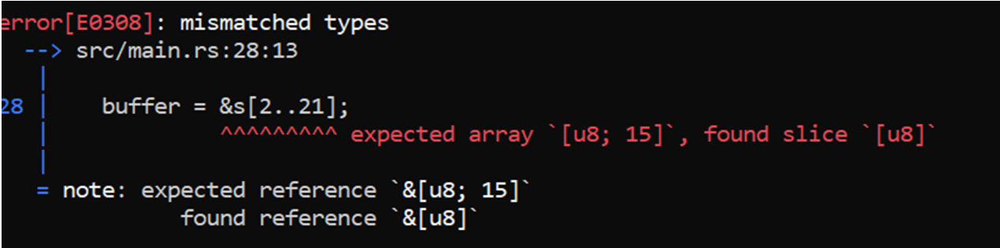 error[E0308]: mismatched types
--> src/main.rs:28:13
|
28 | buffer = &s[2..21];
| ^^^^^^^^^ expected array `[u8; 15]`, found slice `[u8]`
|
= note: expected reference `&[u8; 15]`
found reference `&[u8]`